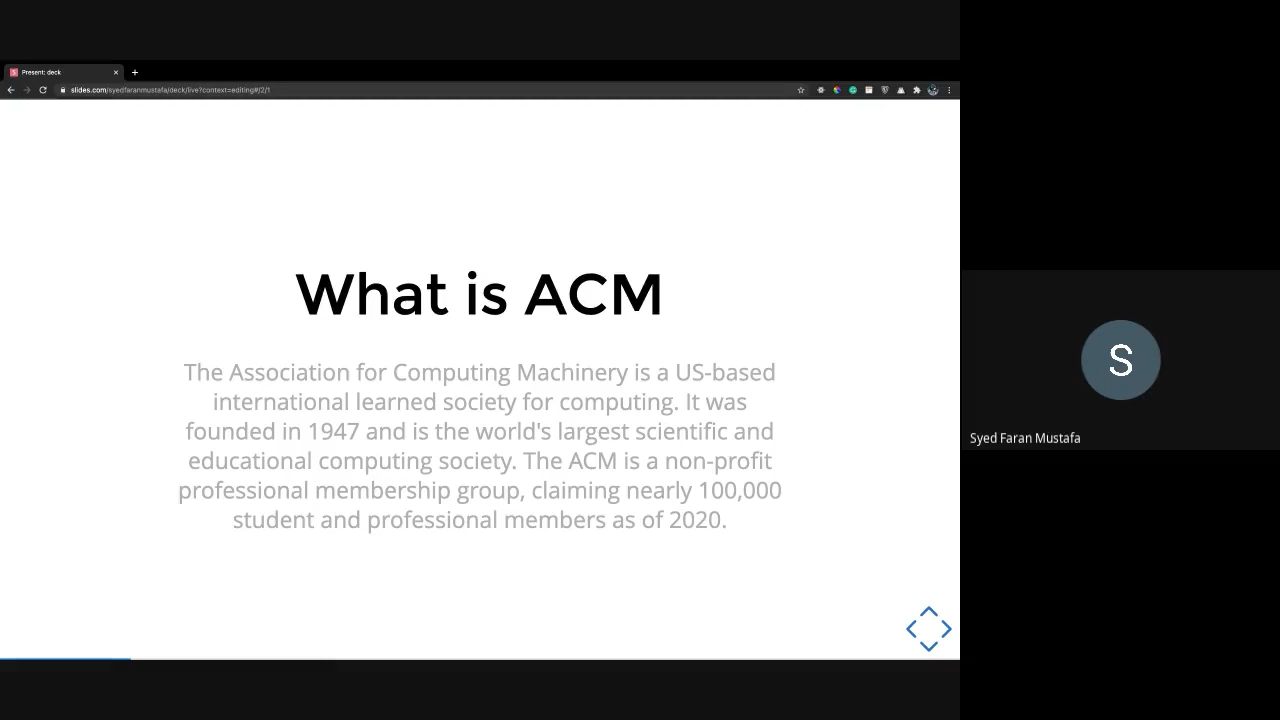 Present: deck
slides.com/syedfaranmustafa/deck/live?context=editing#/2/1
What is ACM
The Association for Computing Machinery is a US-based
international learned society for computing. It was
founded in 1947 and is the world's largest scientific and
educational computing society. The ACM is a non-profit
professional membership group, claiming nearly 100,000
student and professional members as of 2020.
S
Syed Faran Mustafa